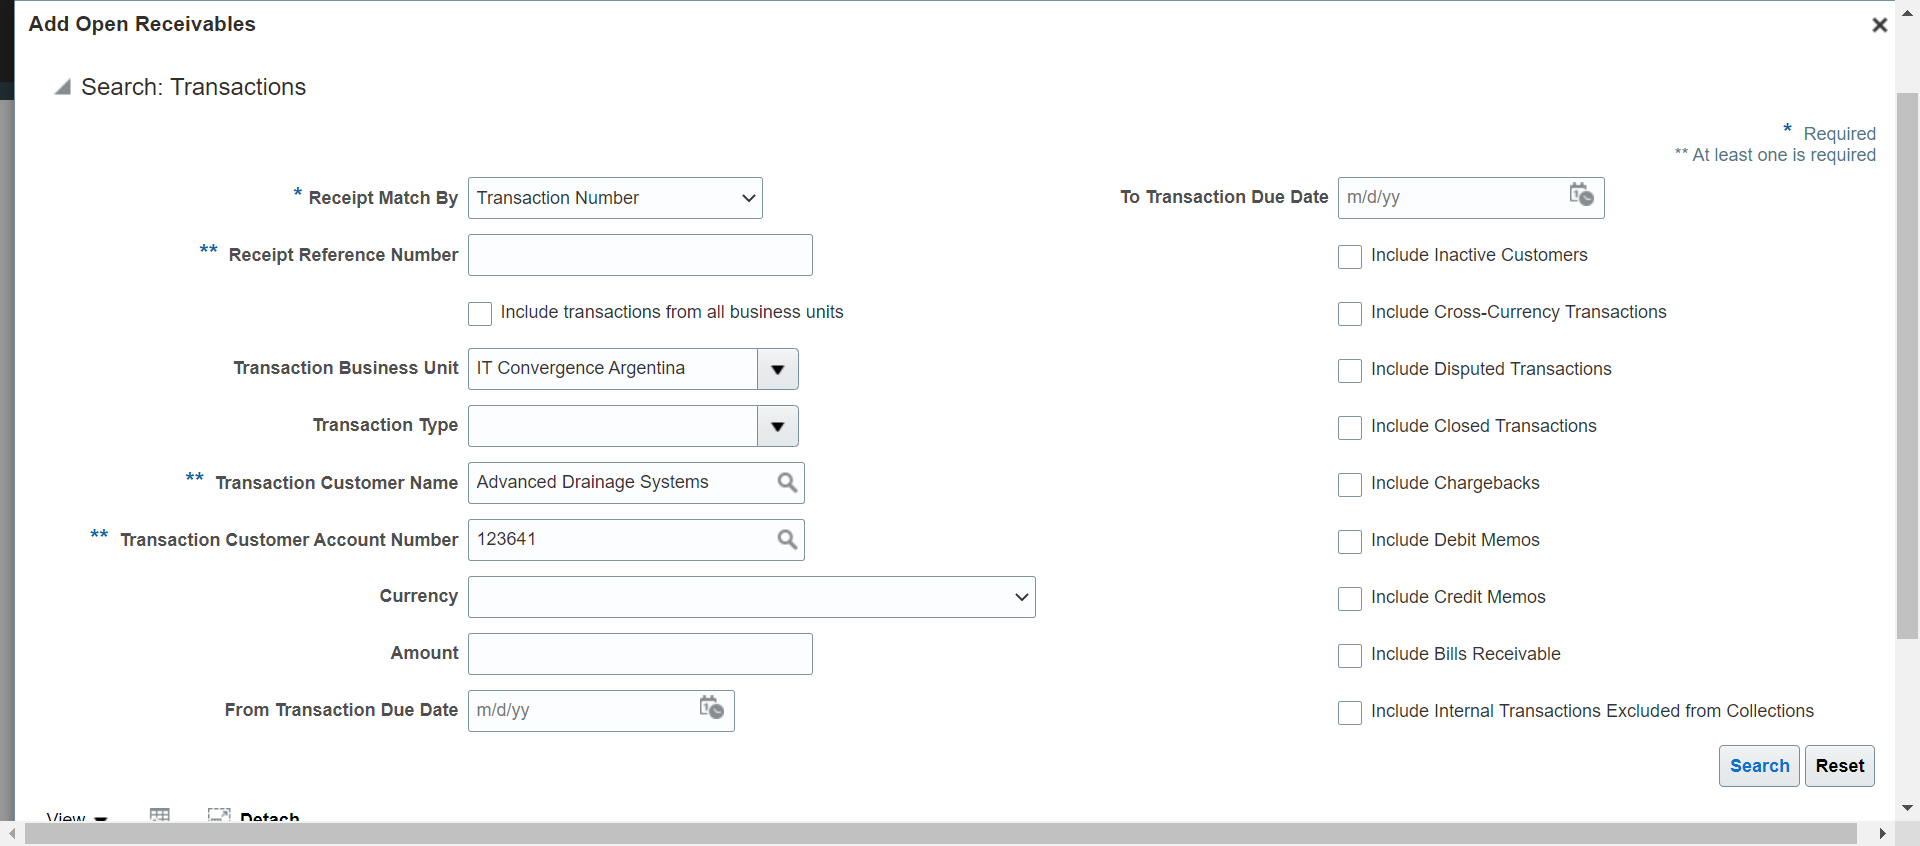 Add Open Receivables
Search: Transactions
* Required
** At least one is required
* Receipt Match By Transaction Number
** Receipt Reference Number
Include transactions from all business units
Transaction Business Unit IT Convergence Argentina
Transaction Type
** Transaction Customer Name Advanced Drainage Systems
** Transaction Customer Account Number 123641
Currency
Amount
From Transaction Due Date m/d/yy
To Transaction Due Date m/d/yy
Include Inactive Customers
Include Cross-Currency Transactions
Include Disputed Transactions
Include Closed Transactions
Include Chargebacks
Include Debit Memos
Include Credit Memos
Include Bills Receivable
Include Internal Transactions Excluded from Collections
Search Reset
View Detach